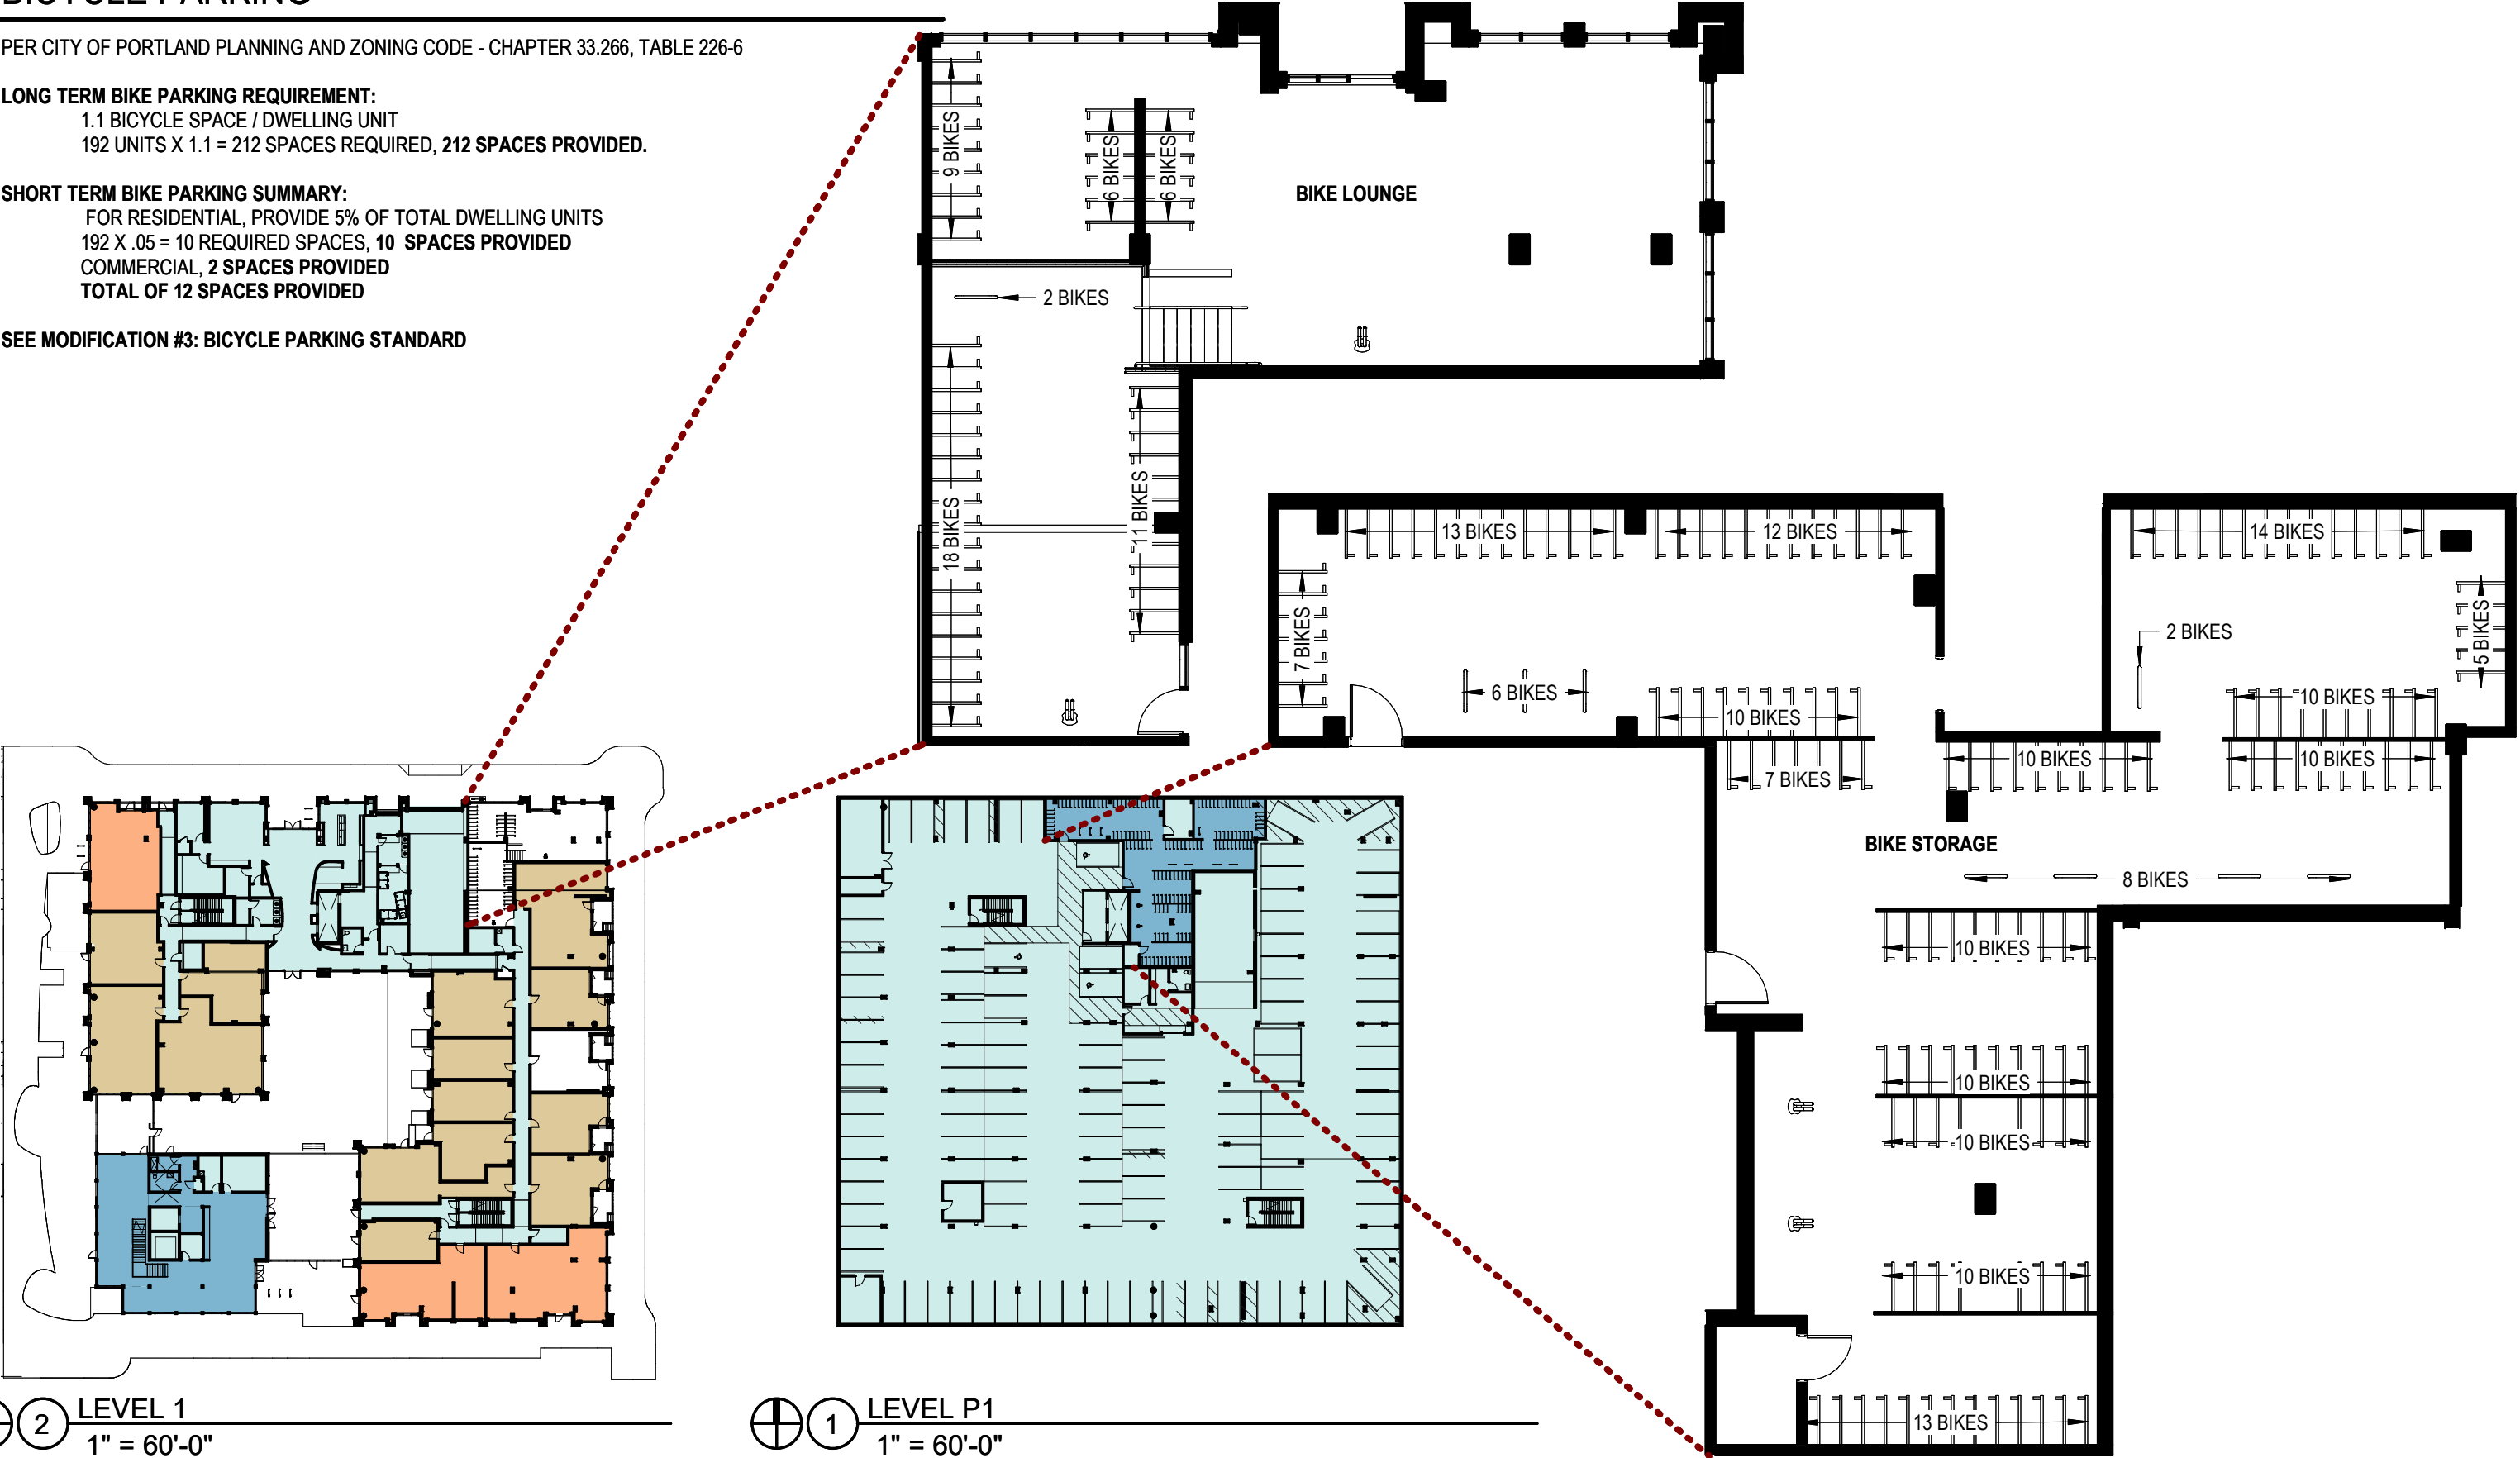 BICYCLE PARKING
PER CITY OF PORTLAND PLANNING AND ZONING CODE - CHAPTER 33.266, TABLE 226-6
LONG TERM BIKE PARKING REQUIREMENT:
1.1 BICYCLE SPACE / DWELLING UNIT
192 UNITS X 1.1 = 212 SPACES REQUIRED, 212 SPACES PROVIDED.
SHORT TERM BIKE PARKING SUMMARY:
FOR RESIDENTIAL, PROVIDE 5% OF TOTAL DWELLING UNITS
192 X .05 = 10 REQUIRED SPACES, 10 SPACES PROVIDED
COMMERCIAL, 2 SPACES PROVIDED
TOTAL OF 12 SPACES PROVIDED
SEE MODIFICATION #3: BICYCLE PARKING STANDARD
9 BIKES
6 BIKES
6 BIKES
BIKE LOUNGE
2 BIKES
18 BIKES
11 BIKES
13 BIKES
12 BIKES
14 BIKES
7 BIKES
6 BIKES
10 BIKES
2 BIKES
5 BIKES
10 BIKES
7 BIKES
10 BIKES
10 BIKES
BIKE STORAGE
8 BIKES
10 BIKES
10 BIKES
10 BIKES
10 BIKES
13 BIKES
2
LEVEL 1
1" = 60'-0"
1
LEVEL P1
1" = 60'-0"